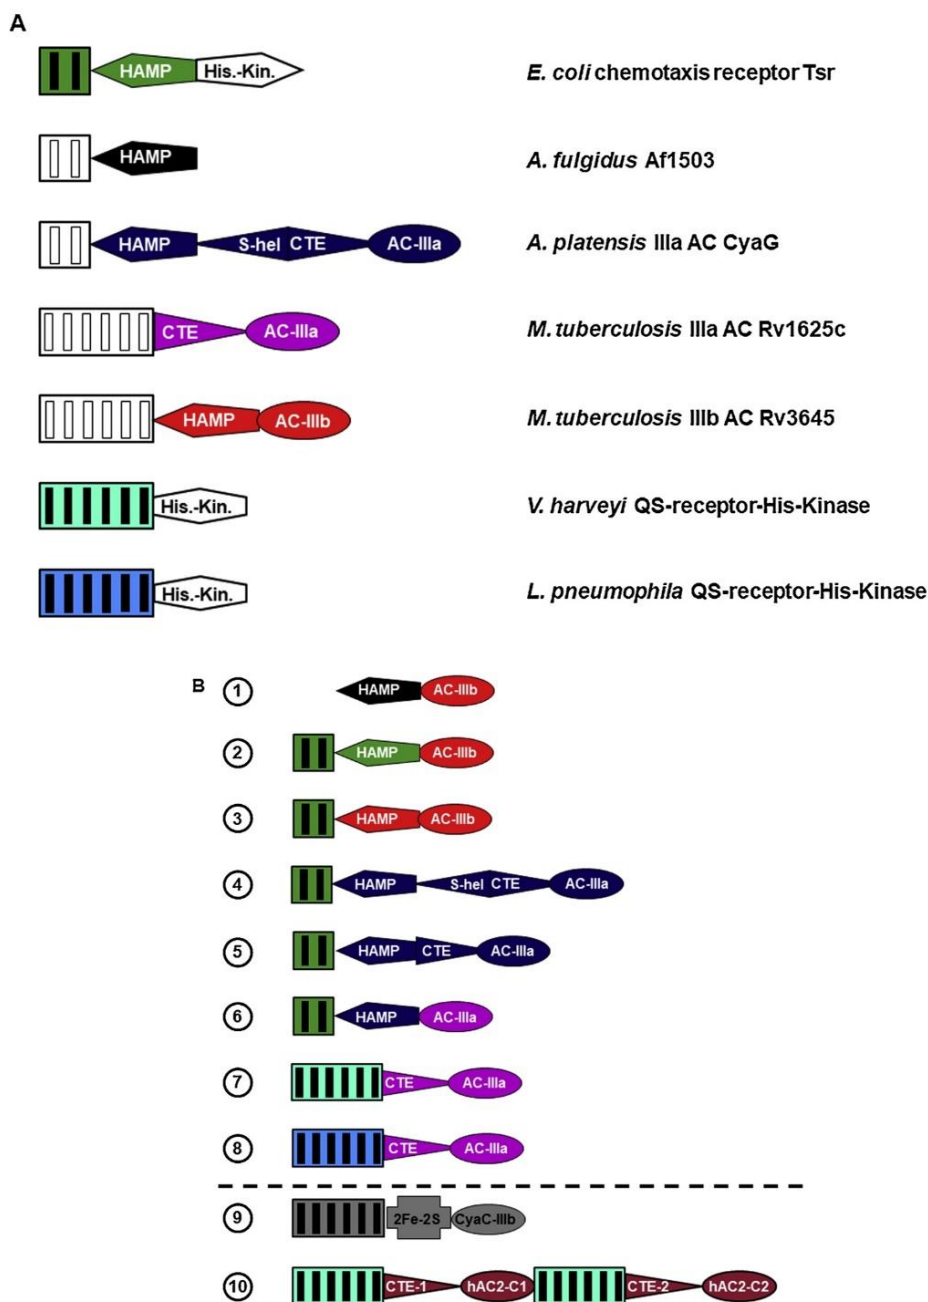 A
HAMP His.-Kin. E. coli chemotaxis receptor Tsr
HAMP A. fulgidus Af1503
HAMP S-hel CTE AC-IIIa A. platensis IIIa AC CyaG
CTE AC-IIIa M. tuberculosis IIIa AC Rv1625c
HAMP AC-IIIb M. tuberculosis IIIb AC Rv3645
His.-Kin. V. harveyi QS-receptor-His-Kinase
His.-Kin. L. pneumophila QS-receptor-His-Kinase
B 1 HAMP AC-IIIb
2 HAMP AC-IIIb
3 HAMP AC-IIIb
4 HAMP S-hel CTE AC-IIIa
5 HAMP CTE AC-IIIa
6 HAMP AC-IIIa
7 CTE AC-IIIa
8 CTE AC-IIIa
9 2Fe-2S CyaC-IIIb
10 CTE-1 hAC2-C1 CTE-2 hAC2-C2